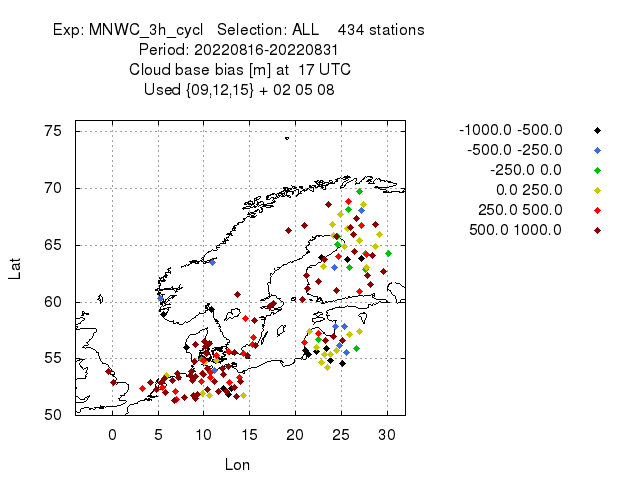 Exp: MNWC_3h_cycl   Selection: ALL    434 stations
Period: 20220816-20220831
Cloud base bias [m] at  17 UTC
Used {09,12,15} + 02 05 08
-1000.0 -500.0
-500.0 -250.0
-250.0 0.0
0.0 250.0
250.0 500.0
500.0 1000.0
75
70
65
60
55
50
Lat
0 5 10 15 20 25 30
Lon